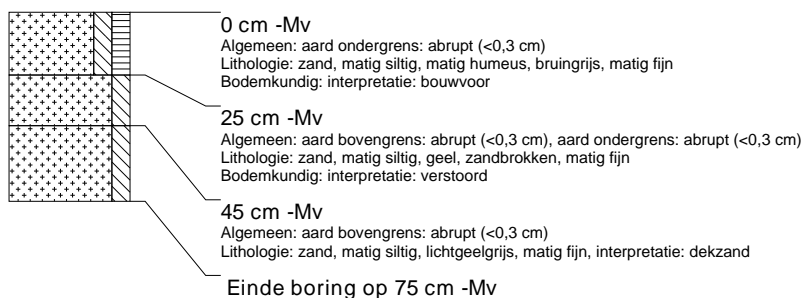 0 cm -Mv
Algemeen: aard ondergrens: abrupt (<0,3 cm)
Lithologie: zand, matig siltig, matig humeus, bruingrijs, matig fijn
Bodemkundig: interpretatie: bouwvoor
25 cm -Mv
Algemeen: aard bovengrens: abrupt (<0,3 cm), aard ondergrens: abrupt (<0,3 cm)
Lithologie: zand, matig siltig, geel, zandbrokken, matig fijn
Bodemkundig: interpretatie: verstoord
45 cm -Mv
Algemeen: aard bovengrens: abrupt (<0,3 cm)
Lithologie: zand, matig siltig, lichtgeelgrijs, matig fijn, interpretatie: dekzand
Einde boring op 75 cm -Mv